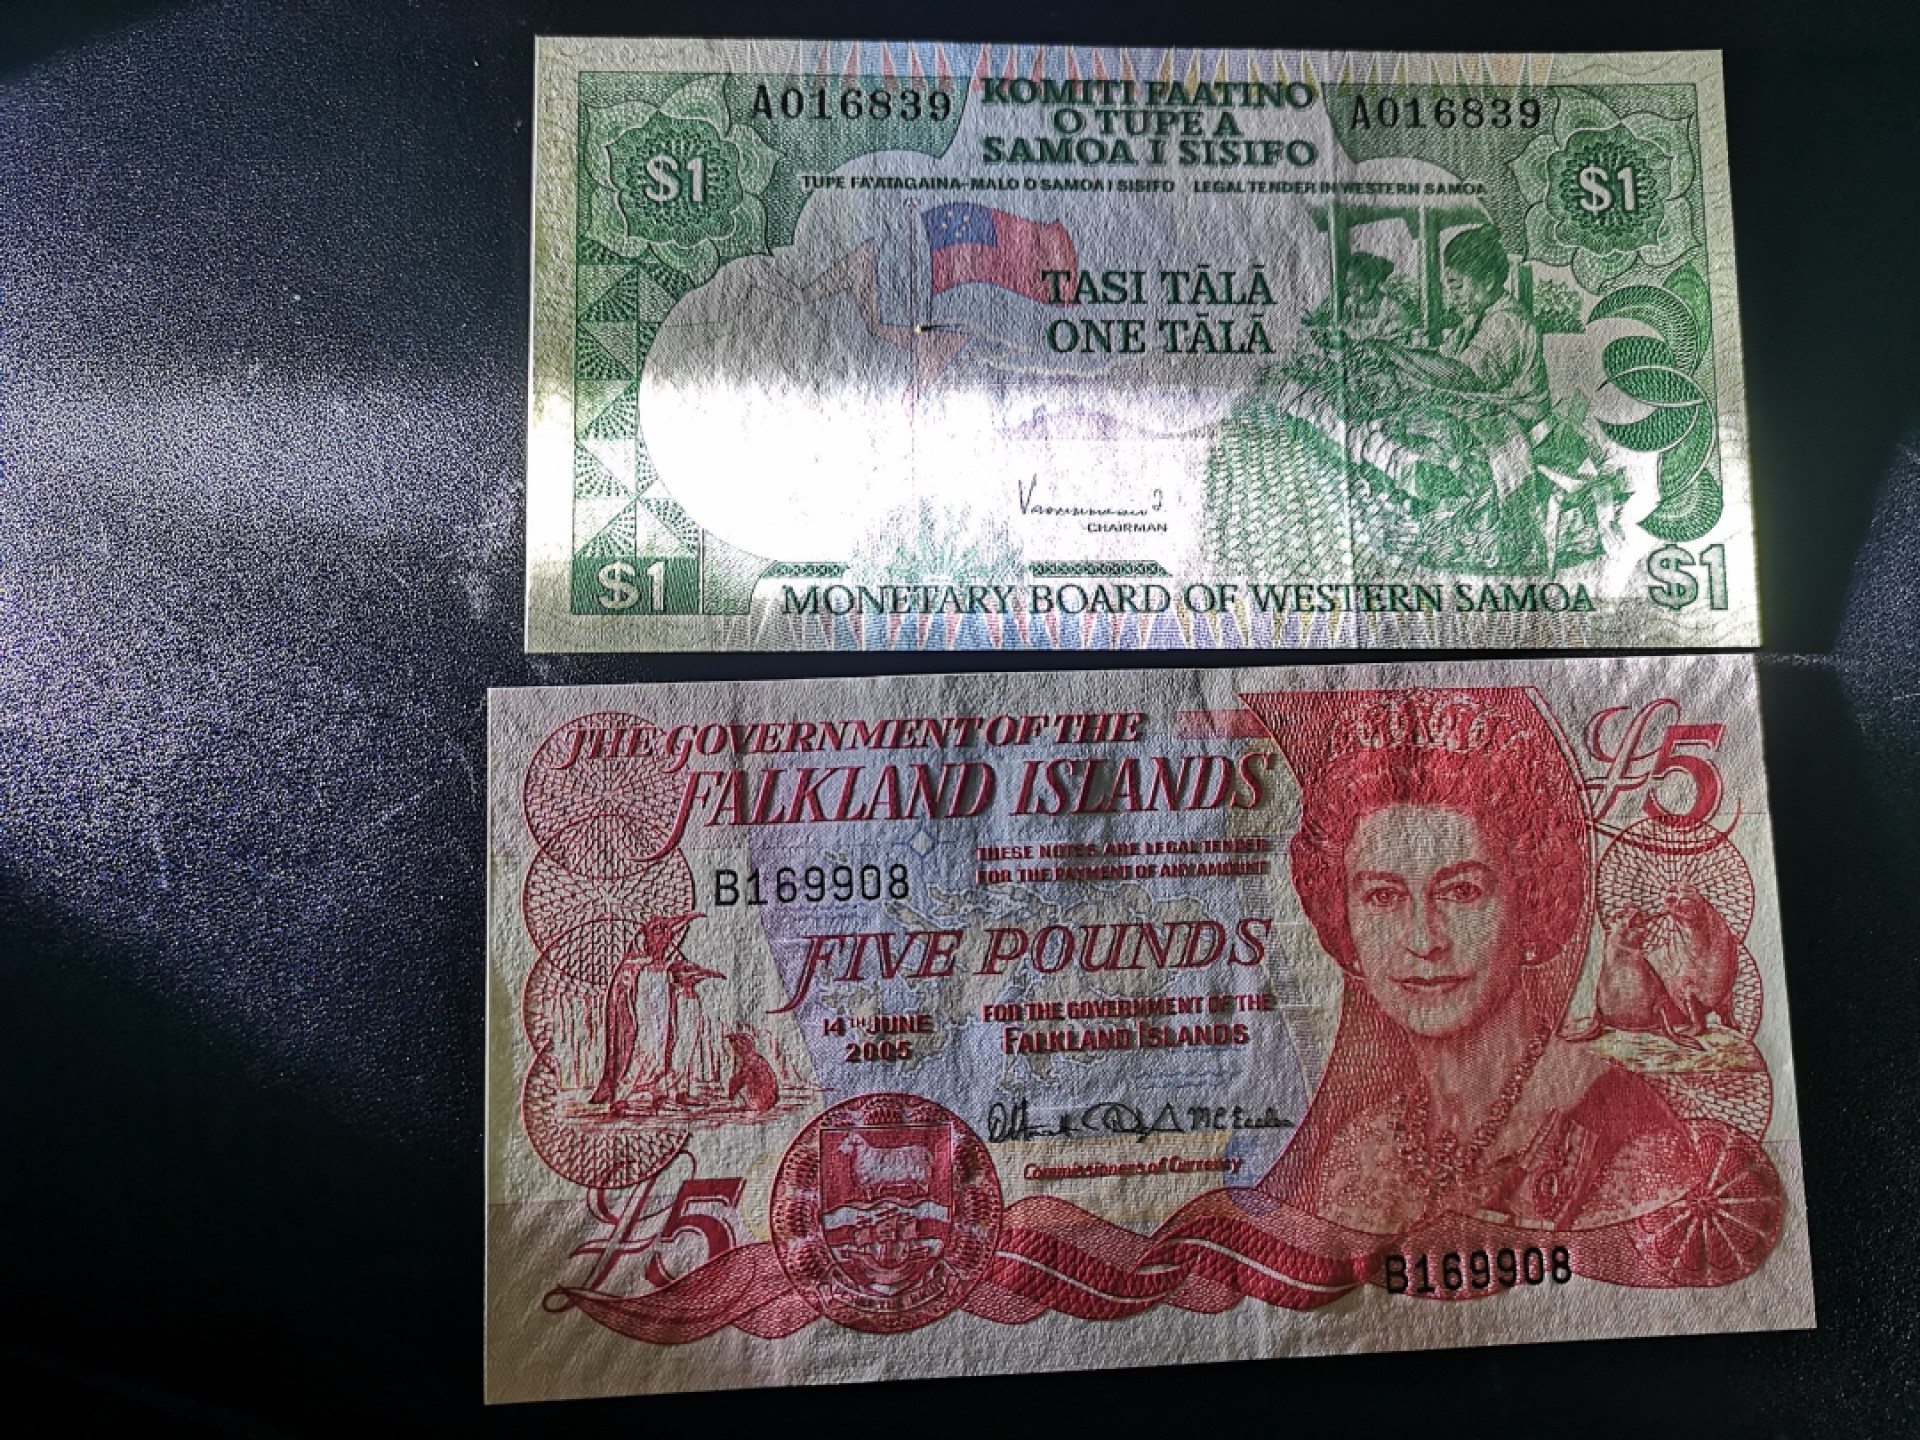 A016839
KOMITI FAATINO
O TUPE A
SAMOA I SISIFO
A016839
$1
$1
TUPE FA'ATAGAINA-MALO O SAMOA I SISIFO LEGAL TENDER IN WESTERN SAMOA
TASI TĀLĀ
ONE TĀLĀ
CHAIRMAN
$1
$1
MONETARY BOARD OF WESTERN SAMOA
THE GOVERNMENT OF THE
FALKLAND ISLANDS
£5
THESE NOTES ARE LEGAL TENDER
FOR THE PAYMENT OF ANY AMOUNT
B169908
FIVE POUNDS
14TH JUNE
2005
FOR THE GOVERNMENT OF THE
FALKLAND ISLANDS
Commissioners of Currency
£5
B169908